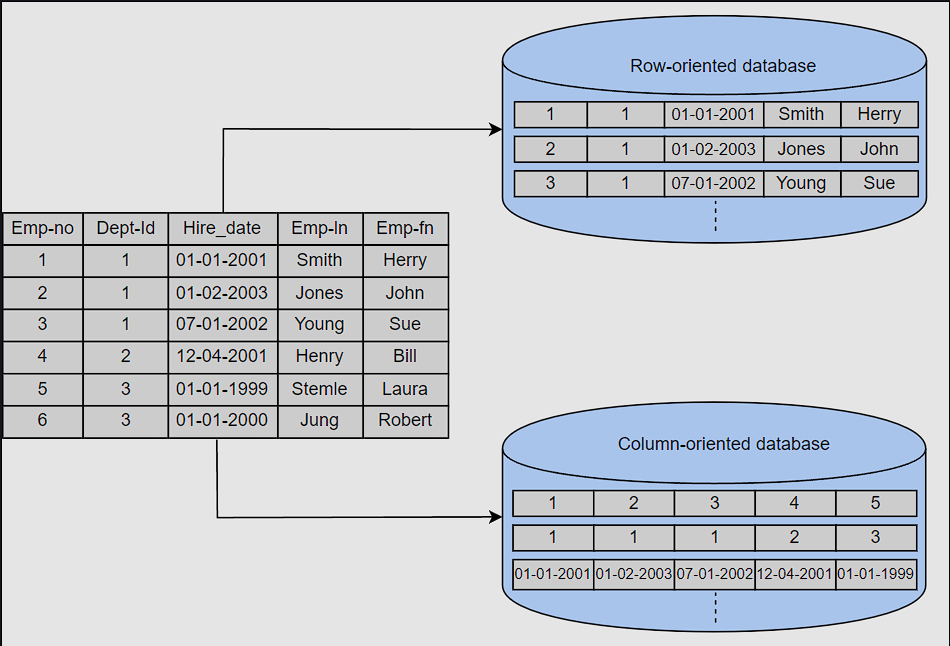 Row-oriented database
1 1 01-01-2001 Smith Herry
2 1 01-02-2003 Jones John
3 1 07-01-2002 Young Sue
Emp-no Dept-Id Hire_date Emp-ln Emp-fn
1 1 01-01-2001 Smith Herry
2 1 01-02-2003 Jones John
3 1 07-01-2002 Young Sue
4 2 12-04-2001 Henry Bill
5 3 01-01-1999 Stemle Laura
6 3 01-01-2000 Jung Robert
Column-oriented database
1 2 3 4 5
1 1 1 2 3
01-01-2001 01-02-2003 07-01-2002 12-04-2001 01-01-1999